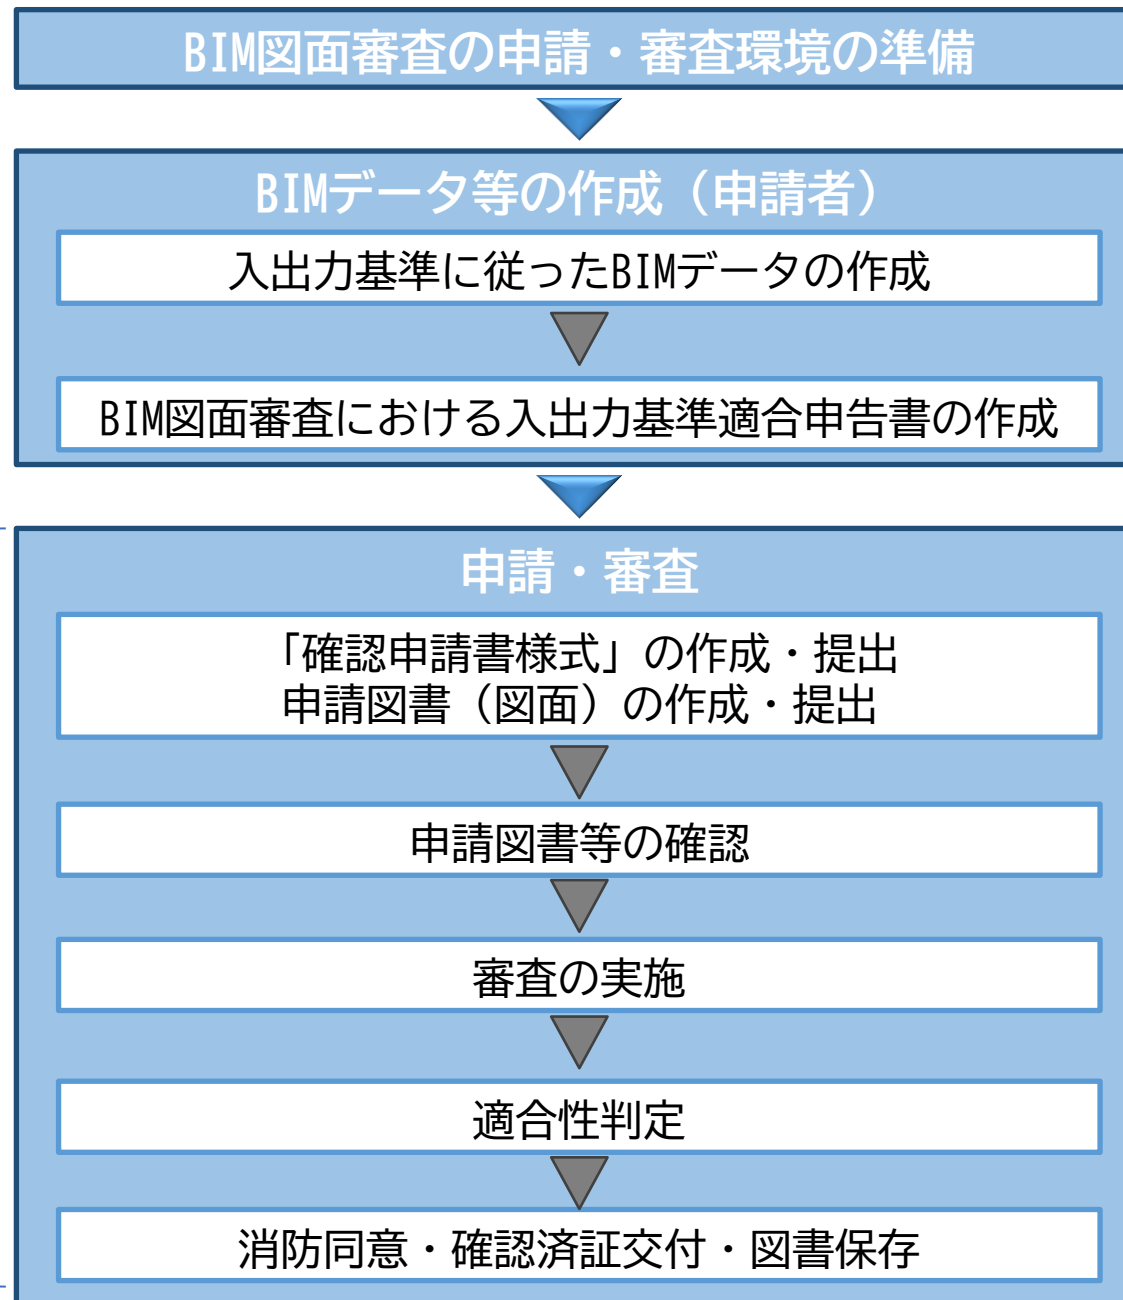 BIM図面審査の申請・審査環境の準備
BIMデータ等の作成（申請者）
入出力基準に従ったBIMデータの作成
BIM図面審査における入出力基準適合申告書の作成
申請・審査
「確認申請書様式」の作成・提出
申請図書（図面）の作成・提出
申請図書等の確認
審査の実施
適合性判定
消防同意・確認済証交付・図書保存